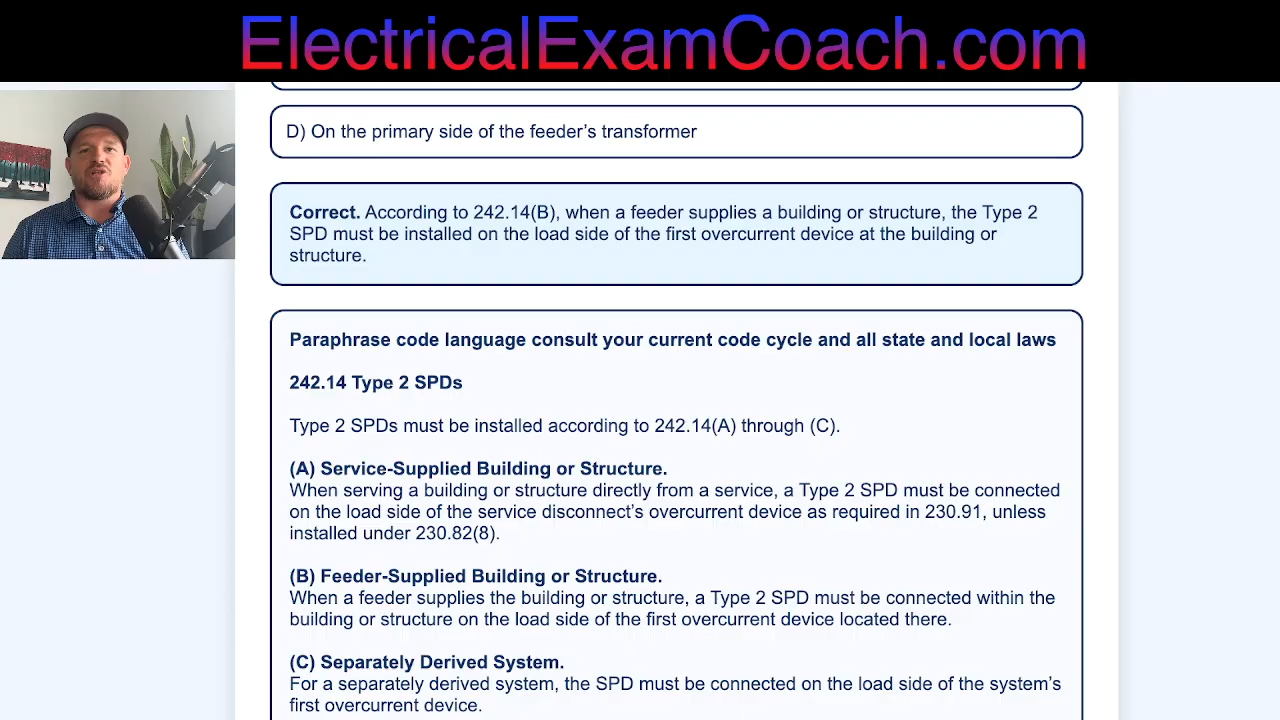 ElectricalExamCoach.com
D) On the primary side of the feeder’s transformer
Correct. According to 242.14(B), when a feeder supplies a building or structure, the Type 2
SPD must be installed on the load side of the first overcurrent device at the building or
structure.
Paraphrase code language consult your current code cycle and all state and local laws
242.14 Type 2 SPDs
Type 2 SPDs must be installed according to 242.14(A) through (C).
(A) Service-Supplied Building or Structure.
When serving a building or structure directly from a service, a Type 2 SPD must be connected
on the load side of the service disconnect’s overcurrent device as required in 230.91, unless
installed under 230.82(8).
(B) Feeder-Supplied Building or Structure.
When a feeder supplies the building or structure, a Type 2 SPD must be connected within the
building or structure on the load side of the first overcurrent device located there.
(C) Separately Derived System.
For a separately derived system, the SPD must be connected on the load side of the system’s
first overcurrent device.